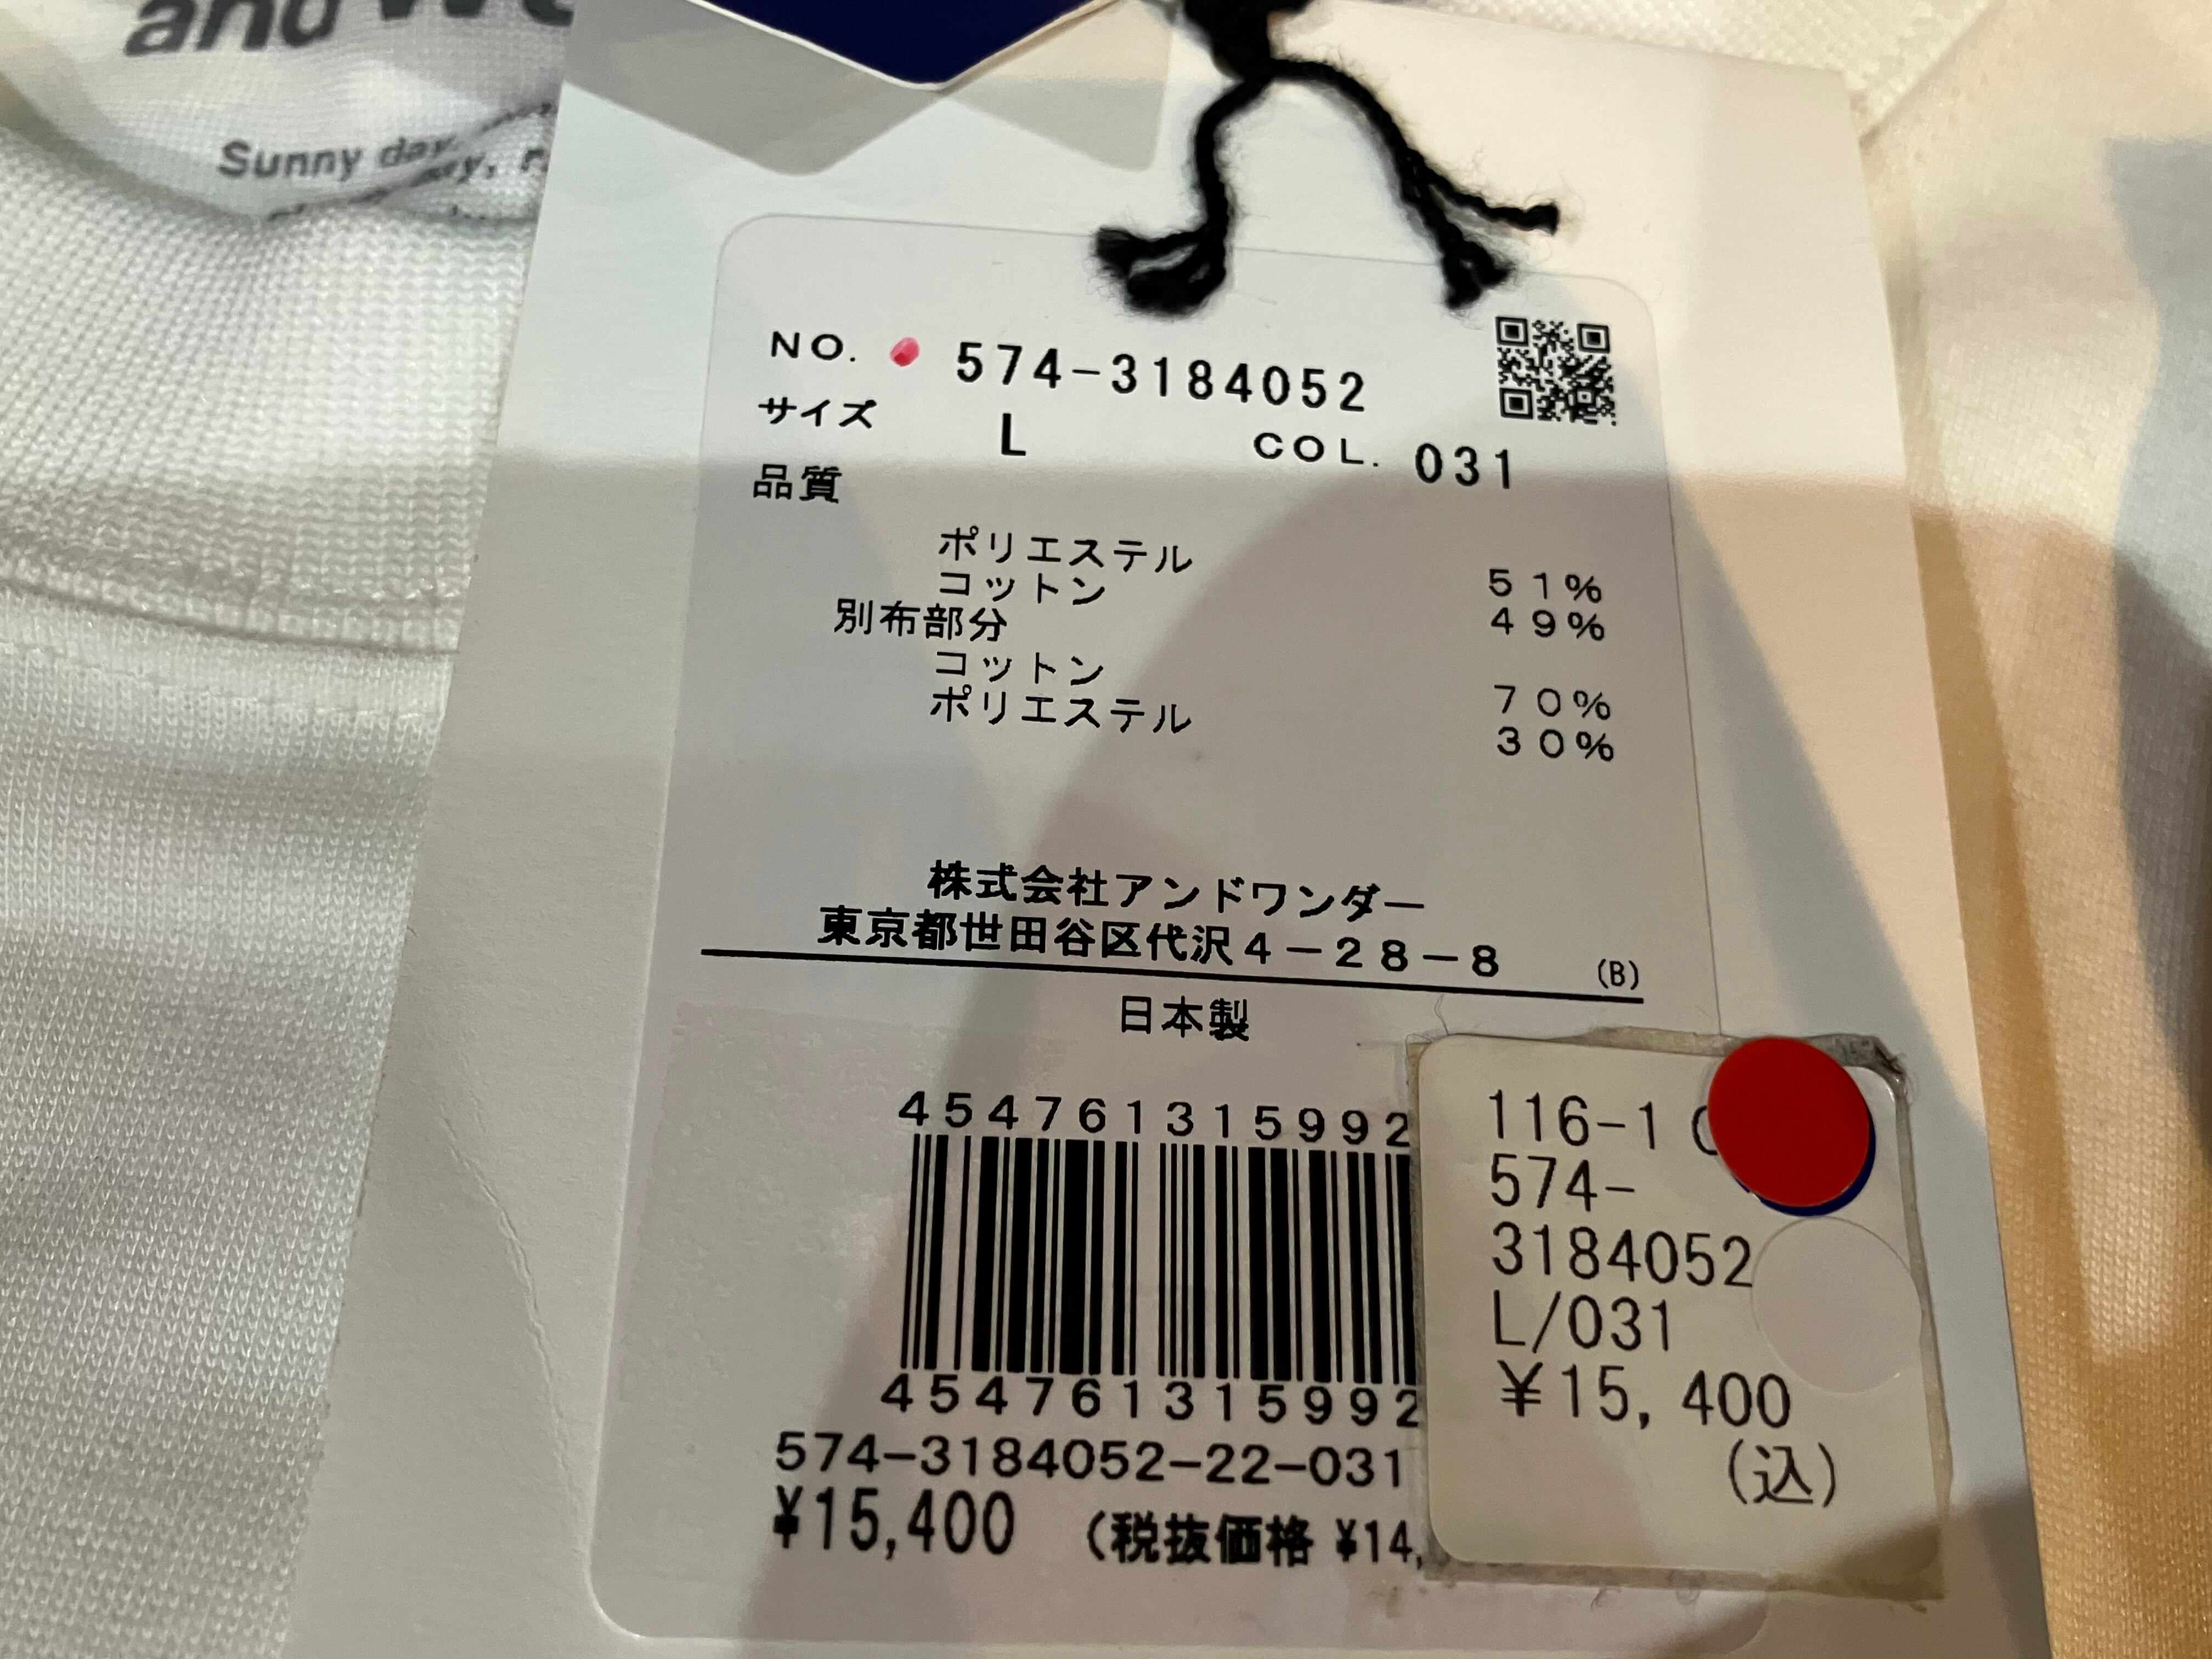 and
Sunny day,
NO. 574-3184052
サイズ L COL. 031
品質
ポリエステル 51%
コットン 49%
別布部分
コットン 70%
ポリエステル 30%
株式会社アンドワンダー
東京都世田谷区代沢4-28-8 (B)
日本製
454761315992
454761315992
574-3184052-22-031
¥15,400 (税抜価格 ¥14,
116-1
574-
3184052
L/031
¥15,400
(込)